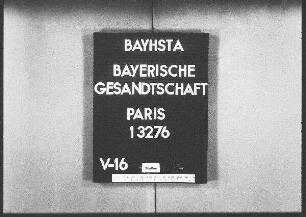 BAYHSTA
BAYERISCHE
GESANDTSCHAFT
PARIS
13276
V-16